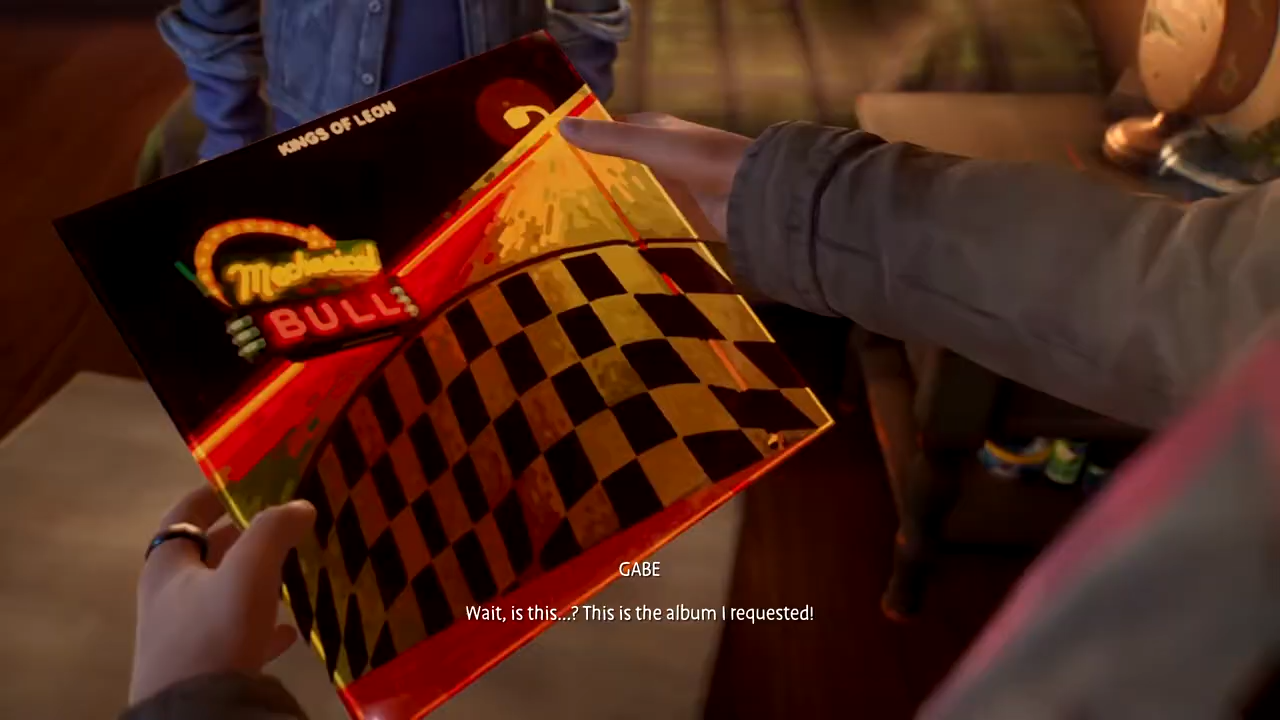 KINGS OF LEON
Mechanical
BULL
GABE
Wait, is this...? This is the album I requested!